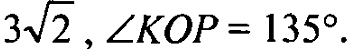 3√2 , ∠KOP = 135°.